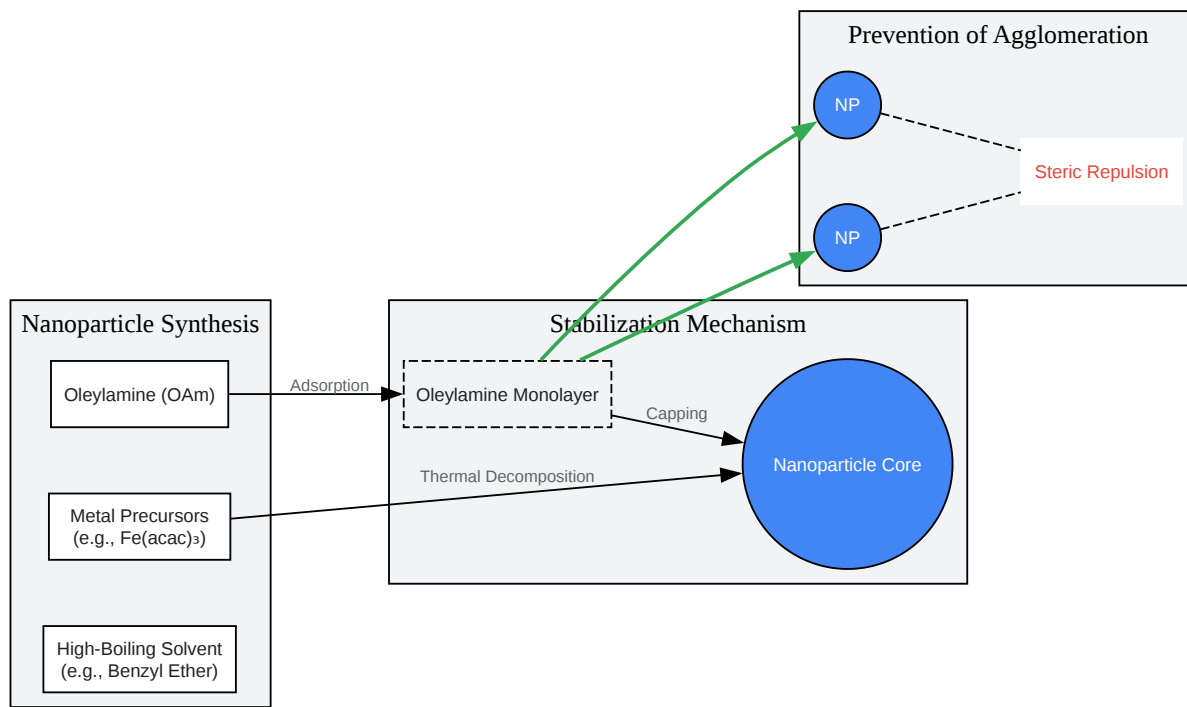 Prevention of Agglomeration
NP
Steric Repulsion
NP
Nanoparticle Synthesis
Oleylamine (OAm)
Metal Precursors
(e.g., Fe(acac)₃)
High-Boiling Solvent
(e.g., Benzyl Ether)
Adsorption
Thermal Decomposition
Stabilization Mechanism
Oleylamine Monolayer
Capping
Nanoparticle Core